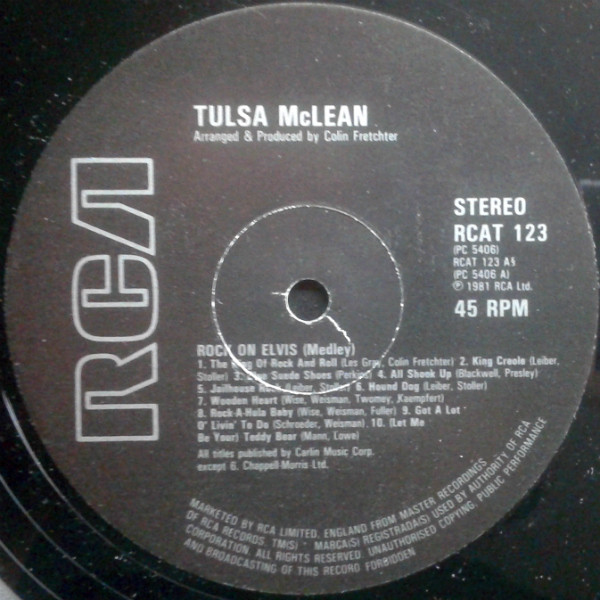 TULSA McLEAN
Arranged & Produced by Colin Fretchter
RCA
STEREO
RCAT 123
(PC 5406)
RCAT 123 A§
(PC 5406 A)
℗ 1981 RCA Ltd.
45 RPM
ROCK ON ELVIS (Medley)
1. The King Of Rock And Roll (Les Gray, Colin Fretchter) 2. King Creole (Leiber,
Stoller) 3. Blue Suede Shoes (Perkins) 4. All Shook Up (Blackwell, Presley)
5. Jailhouse Rock (Leiber, Stoller) 6. Hound Dog (Leiber, Stoller)
7. Wooden Heart (Wise, Weisman, Twomey, Kaempfert)
8. Rock-A-Hula Baby (Wise, Weisman, Fuller) 9. Got A Lot
O' Livin' To Do (Schroeder, Weisman) 10. (Let Me
Be Your) Teddy Bear (Mann, Lowe)
All titles published by Carlin Music Corp.
except 6. Chappell-Morris Ltd.
MARKETED BY RCA LIMITED, ENGLAND FROM MASTER RECORDINGS
OF RCA RECORDS. TM(S) ® MARCA(S) REGISTRADA(S) USED BY AUTHORITY OF RCA
CORPORATION. ALL RIGHTS RESERVED. UNAUTHORISED COPYING, PUBLIC PERFORMANCE
AND BROADCASTING OF THIS RECORD FORBIDDEN